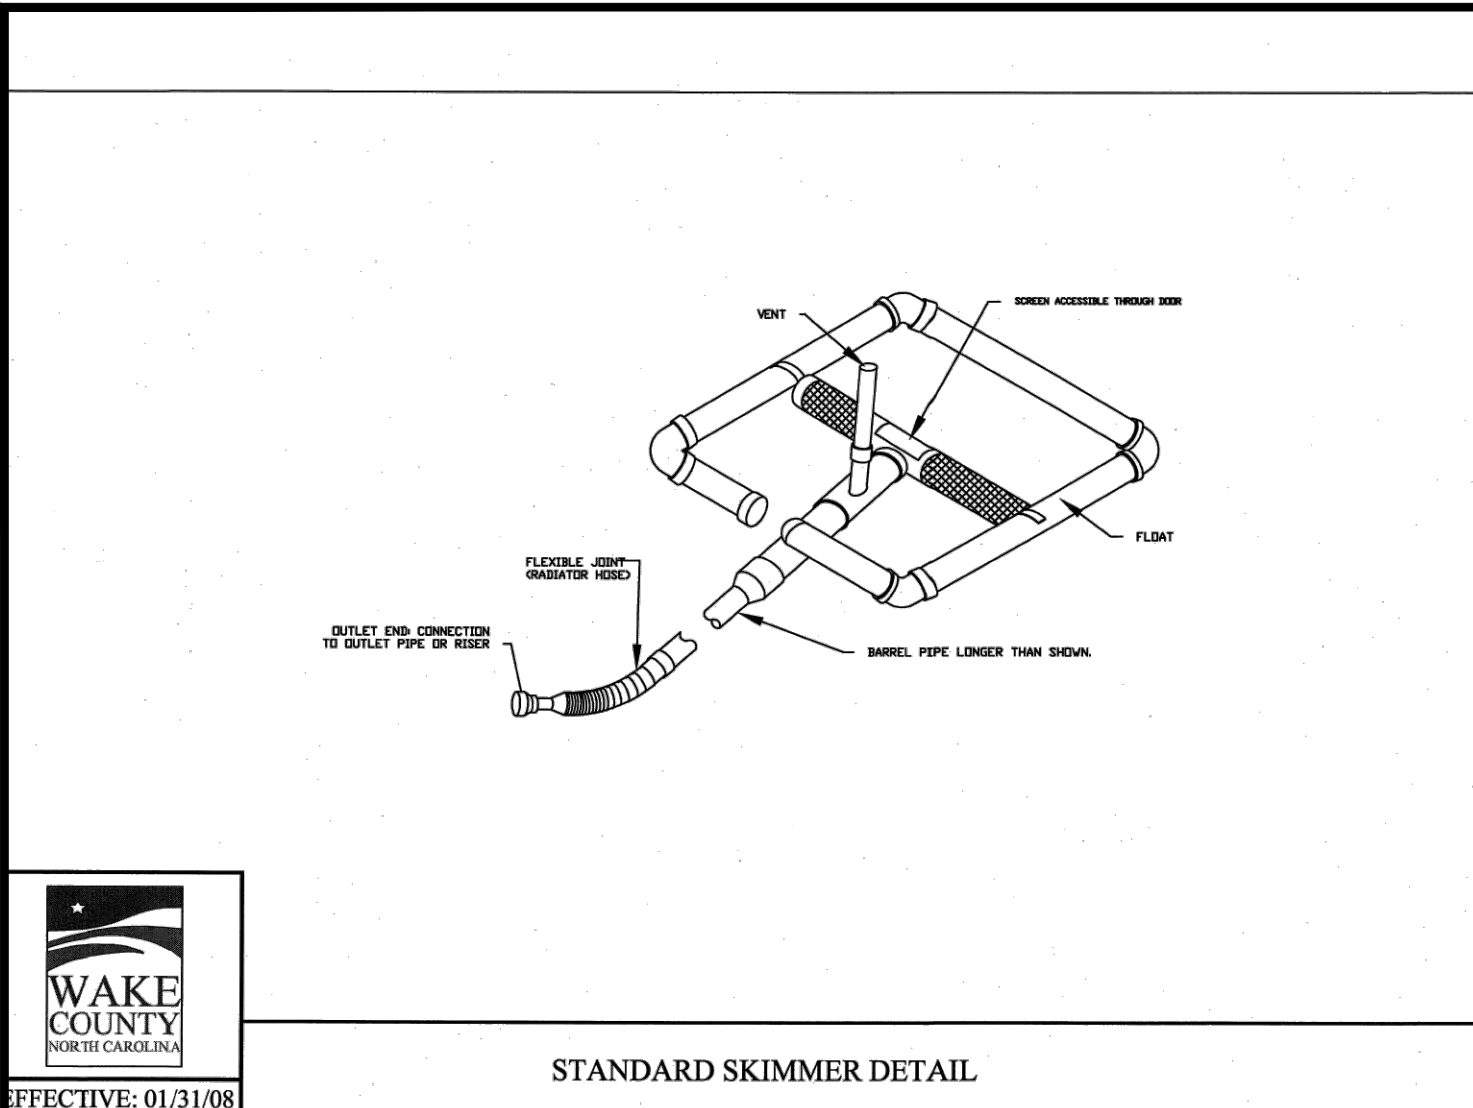 SCREEN ACCESSIBLE THROUGH DOOR
VENT
FLOAT
FLEXIBLE JOINT
(RADIATOR HOSE)
OUTLET END: CONNECTION
TO OUTLET PIPE OR RISER
BARREL PIPE LONGER THAN SHOWN.
WAKE
COUNTY
NORTH CAROLINA
STANDARD SKIMMER DETAIL
EFFECTIVE: 01/31/08